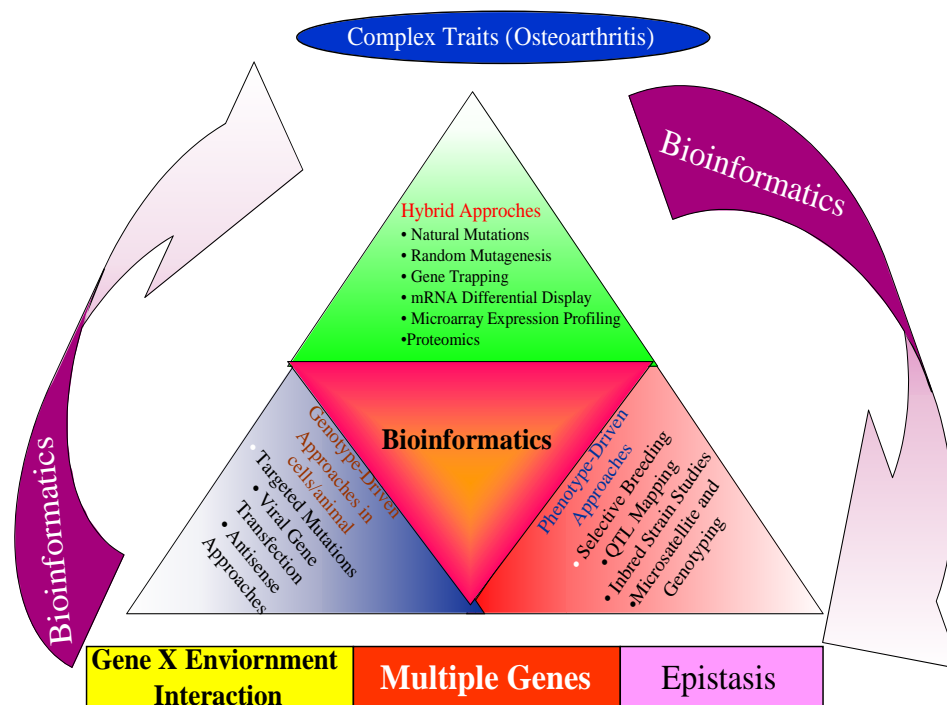 Complex Traits (Osteoarthritis)
Bioinformatics
Hybrid Approches
• Natural Mutations
• Random Mutagenesis
• Gene Trapping
• mRNA Differential Display
• Microarray Expression Profiling
•Proteomics
Bioinformatics
Genotype-Driven
Approaches in
cells/animal
• Targeted Mutations
• Viral Gene
Transfection
• Antisense
Approaches
Phenotype-Driven
Approaches
• Selective Breeding
•QTL Mapping
• Inbred Strain Studies
•Microsatellite and
Genotyping
Bioinformatics
Gene X Enviornment
Interaction
Multiple Genes
Epistasis